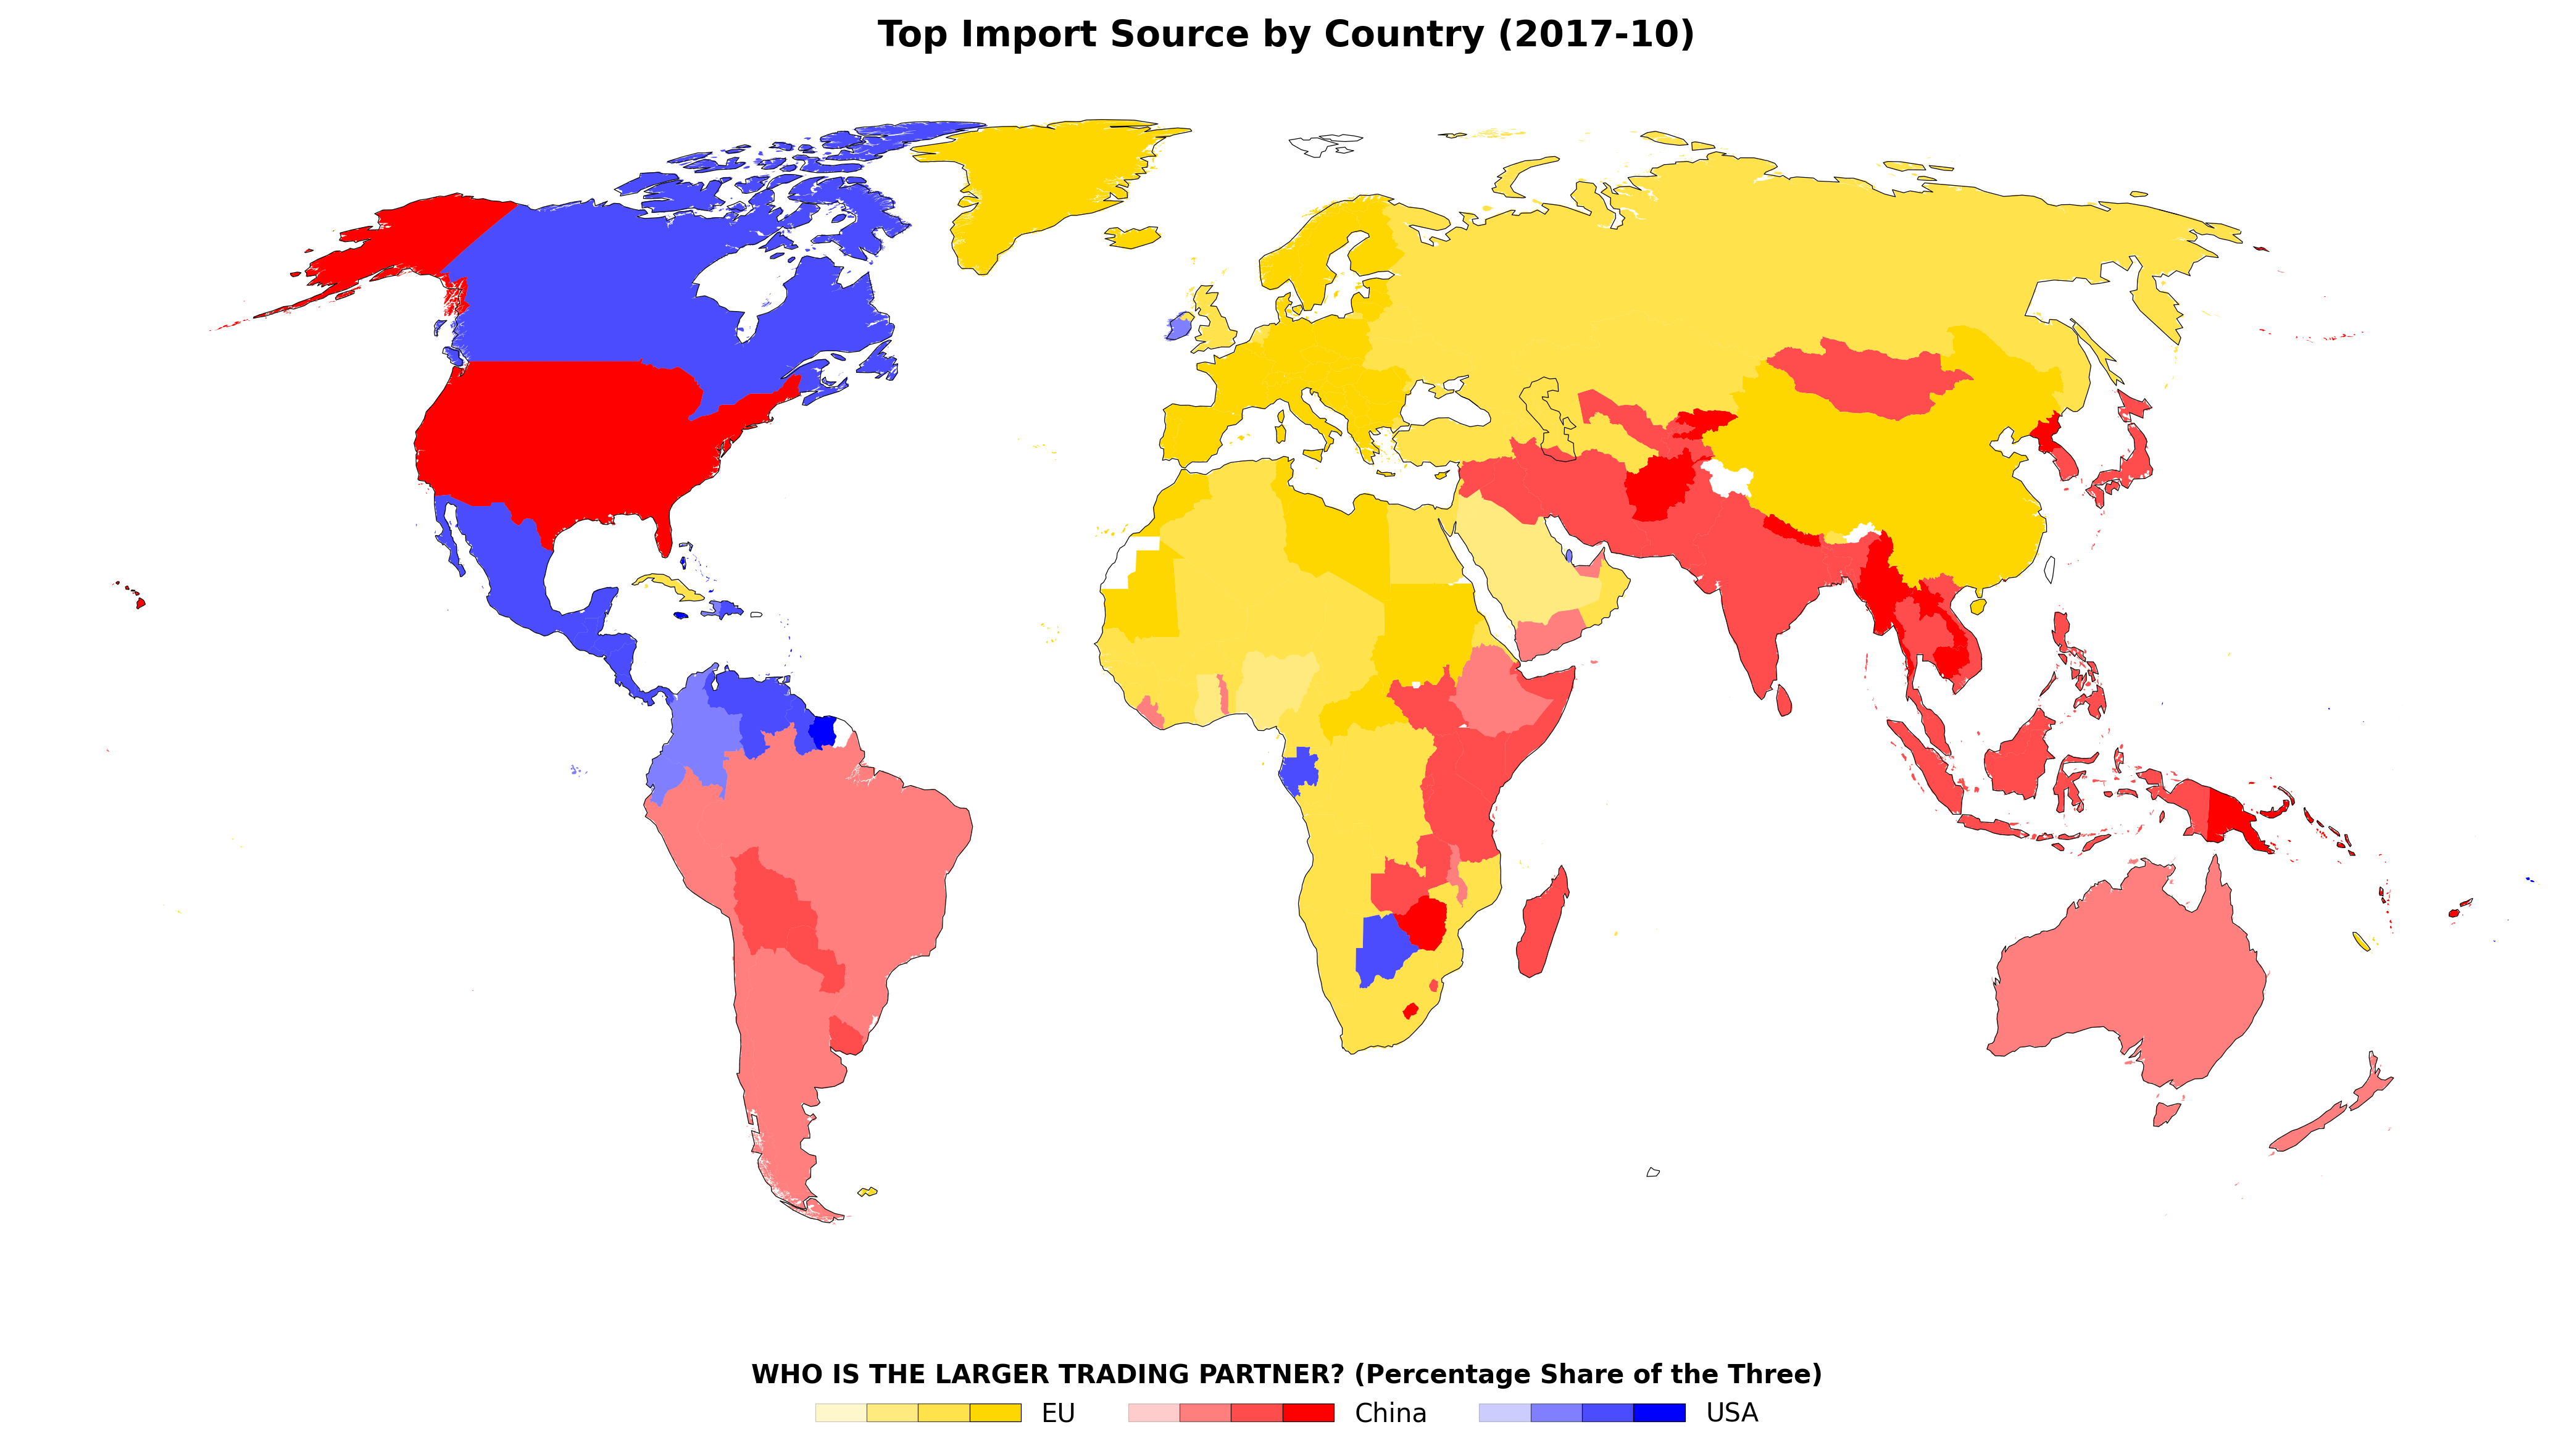 Top Import Source by Country (2017-10)
WHO IS THE LARGER TRADING PARTNER? (Percentage Share of the Three)
EU China USA